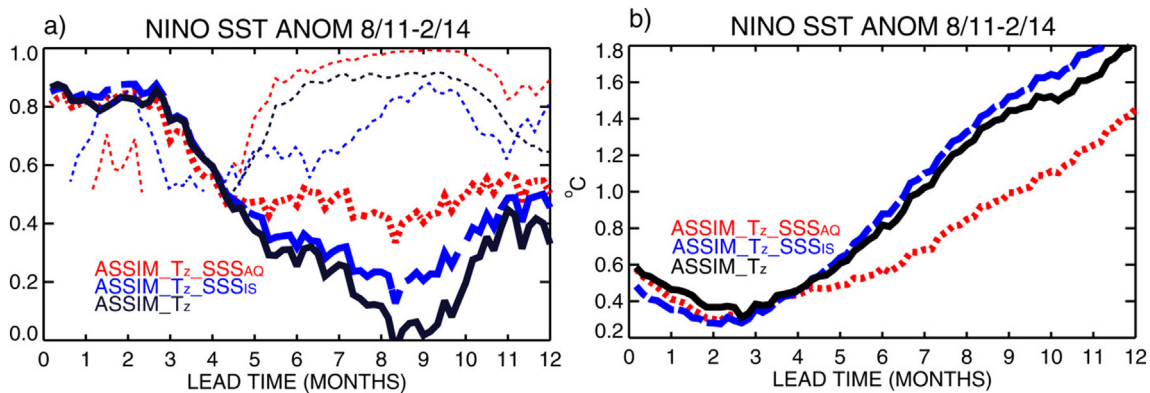 a) NINO SST ANOM 8/11-2/14
1.0
0.8
0.6
0.4
0.2
0.0
ASSIM_Tz_SSSAQ
ASSIM_Tz_SSSIS
ASSIM_Tz
0 1 2 3 4 5 6 7 8 9 10 11 12
LEAD TIME (MONTHS)
b) NINO SST ANOM 8/11-2/14
1.8
1.6
1.4
1.2
1.0
0.8
0.6
0.4
0.2
°C
ASSIM_Tz_SSSAQ
ASSIM_Tz_SSSIS
ASSIM_Tz
0 1 2 3 4 5 6 7 8 9 10 11 12
LEAD TIME (MONTHS)